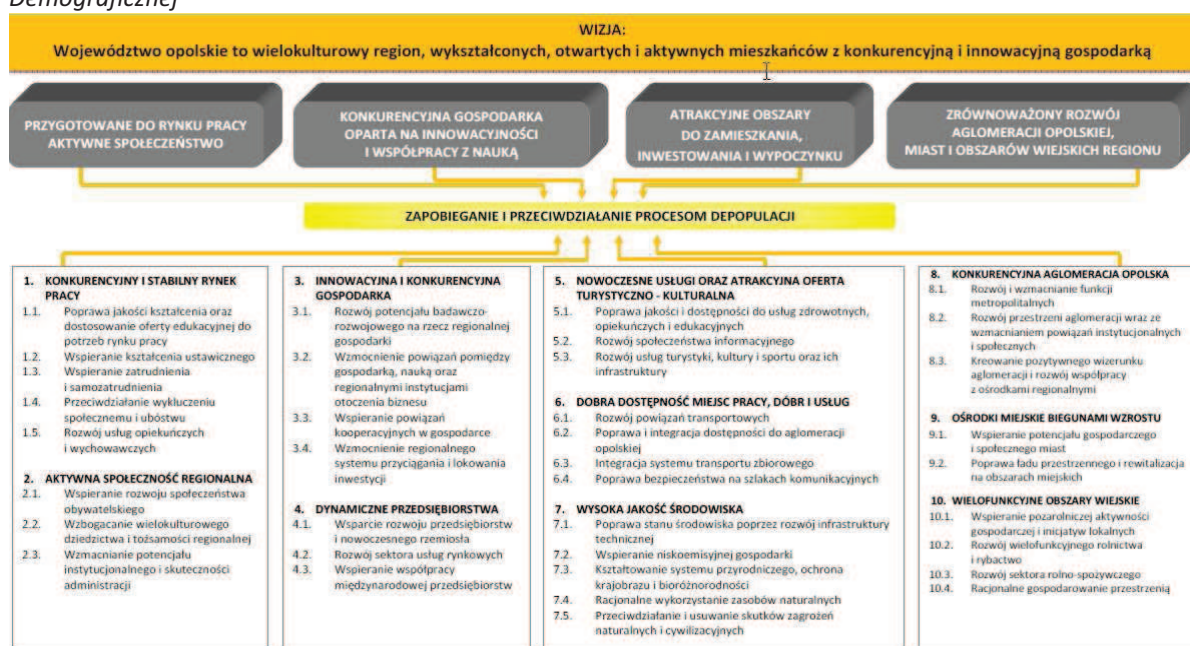 Demograficznej
WIZJA:
Województwo opolskie to wielokulturowy region, wykształconych, otwartych i aktywnych mieszkańców z konkurencyjną i innowacyjną gospodarką
PRZYGOTOWANE DO RYNKU PRACY
AKTYWNE SPOŁECZEŃSTWO
KONKURENCYJNA GOSPODARKA
OPARTA NA INNOWACYJNOŚCI
I WSPÓŁPRACY Z NAUKĄ
ATRAKCYJNE OBSZARY
DO ZAMIESZKANIA,
INWESTOWANIA I WYPOCZYNKU
ZRÓWNOWAŻONY ROZWÓJ
AGLOMERACJI OPOLSKIEJ,
MIAST I OBSZARÓW WIEJSKICH REGIONU
ZAPOBIEGANIE I PRZECIWDZIAŁANIE PROCESOM DEPOPULACJI
1. KONKURENCYJNY I STABILNY RYNEK
PRACY
1.1. Poprawa jakości kształcenia oraz
dostosowanie oferty edukacyjnej do
potrzeb rynku pracy
1.2. Wspieranie kształcenia ustawicznego
1.3. Wspieranie zatrudnienia
i samozatrudnienia
1.4. Przeciwdziałanie wykluczeniu
społecznemu i ubóstwu
1.5. Rozwój usług opiekuńczych
i wychowawczych
2. AKTYWNA SPOŁECZNOŚĆ REGIONALNA
2.1. Wspieranie rozwoju społeczeństwa
obywatelskiego
2.2. Wzbogacanie wielokulturowego
dziedzictwa i tożsamości regionalnej
2.3. Wzmacnianie potencjału
instytucjonalnego i skuteczności
administracji
3. INNOWACYJNA I KONKURENCYJNA
GOSPODARKA
3.1. Rozwój potencjału badawczo-
rozwojowego na rzecz regionalnej
gospodarki
3.2. Wzmocnienie powiązań pomiędzy
gospodarką, nauką oraz
regionalnymi instytucjami
otoczenia biznesu
3.3. Wspieranie powiązań
kooperacyjnych w gospodarce
3.4. Wzmocnienie regionalnego
systemu przyciągania i lokowania
inwestycji
4. DYNAMICZNE PRZEDSIĘBIORSTWA
4.1. Wsparcie rozwoju przedsiębiorstw
i nowoczesnego rzemiosła
4.2. Rozwój sektora usług rynkowych
4.3. Wspieranie współpracy
międzynarodowej przedsiębiorstw
5. NOWOCZESNE USŁUGI ORAZ ATRAKCYJNA OFERTA
TURYSTYCZNO - KULTURALNA
5.1. Poprawa jakości i dostępności do usług zdrowotnych,
opiekuńczych i edukacyjnych
5.2. Rozwój społeczeństwa informacyjnego
5.3. Rozwój usług turystyki, kultury i sportu oraz ich
infrastruktury
6. DOBRA DOSTĘPNOŚĆ MIEJSC PRACY, DÓBR I USŁUG
6.1. Rozwój powiązań transportowych
6.2. Poprawa i integracja dostępności do aglomeracji
opolskiej
6.3. Integracja systemu transportu zbiorowego
6.4. Poprawa bezpieczeństwa na szlakach komunikacyjnych
7. WYSOKA JAKOŚĆ ŚRODOWISKA
7.1. Poprawa stanu środowiska poprzez rozwój infrastruktury
technicznej
7.2. Wspieranie niskoemisyjnej gospodarki
7.3. Kształtowanie systemu przyrodniczego, ochrona
krajobrazu i bioróżnorodności
7.4. Racjonalne wykorzystanie zasobów naturalnych
7.5. Przeciwdziałanie i usuwanie skutków zagrożeń
naturalnych i cywilizacyjnych
8. KONKURENCYJNA AGLOMERACJA OPOLSKA
8.1. Rozwój i wzmacnianie funkcji
metropolitalnych
8.2. Rozwój przestrzeni aglomeracji wraz ze
wzmacnianiem powiązań instytucjonalnych
i społecznych
8.3. Kreowanie pozytywnego wizerunku
aglomeracji i rozwój współpracy
z ośrodkami regionalnymi
9. OŚRODKI MIEJSKIE BIEGUNAMI WZROSTU
9.1. Wspieranie potencjału gospodarczego
i społecznego miast
9.2. Poprawa ładu przestrzennego i rewitalizacja
na obszarach miejskich
10. WIELOFUNKCYJNE OBSZARY WIEJSKIE
10.1. Wspieranie pozarolniczej aktywności
gospodarczej i inicjatyw lokalnych
10.2. Rozwój wielofunkcyjnego rolnictwa
i rybactwo
10.3. Rozwój sektora rolno-spożywczego
10.4. Racjonalne gospodarowanie przestrzenią